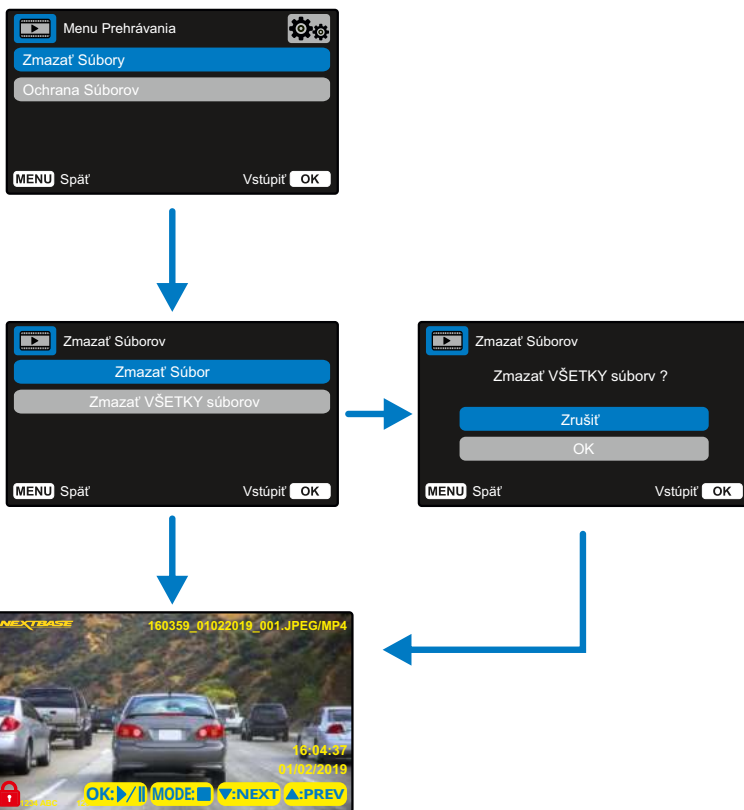 Menu Prehrávania
Zmazať Súbory
Ochrana Súborov
MENU Späť Vstúpiť OK
Zmazať Súborov
Zmazať Súbor
Zmazať VŠETKY súborov
MENU Späť Vstúpiť OK
Zmazať Súborov
Zmazať VŠETKY súborv ?
Zrušiť
OK
MENU Späť Vstúpiť OK
NEXTBASE 160359_01022019_001.JPEG/MP4
16:04:37
01/02/2019
OK: MODE: :NEXT :PREV